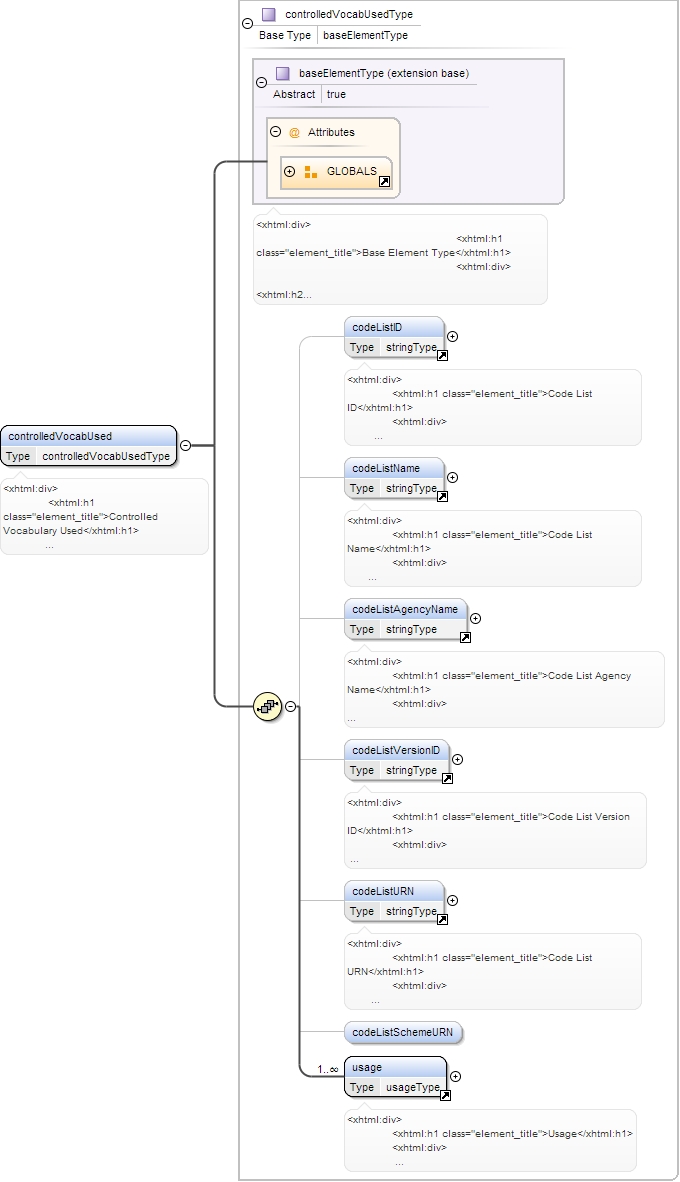 controlledVocabUsedType
Base Type baseElementType
baseElementType (extension base)
Abstract true
@ Attributes
GLOBALS
<xhtml:div>
<xhtml:h1
class="element_title">Base Element Type</xhtml:h1>
<xhtml:div>
<xhtml:h2...
codeListID
Type stringType
<xhtml:div>
<xhtml:h1 class="element_title">Code List
ID</xhtml:h1>
<xhtml:div>
...
controlledVocabUsed
Type controlledVocabUsedType
<xhtml:div>
<xhtml:h1
class="element_title">Controlled
Vocabulary Used</xhtml:h1>
...
codeListName
Type stringType
<xhtml:div>
<xhtml:h1 class="element_title">Code List
Name</xhtml:h1>
<xhtml:div>
...
codeListAgencyName
Type stringType
<xhtml:div>
<xhtml:h1 class="element_title">Code List Agency
Name</xhtml:h1>
<xhtml:div>
...
codeListVersionID
Type stringType
<xhtml:div>
<xhtml:h1 class="element_title">Code List Version
ID</xhtml:h1>
<xhtml:div>
...
codeListURN
Type stringType
<xhtml:div>
<xhtml:h1 class="element_title">Code List
URN</xhtml:h1>
<xhtml:div>
...
codeListSchemeURN
1..∞
usage
Type usageType
<xhtml:div>
<xhtml:h1 class="element_title">Usage</xhtml:h1>
<xhtml:div>
...